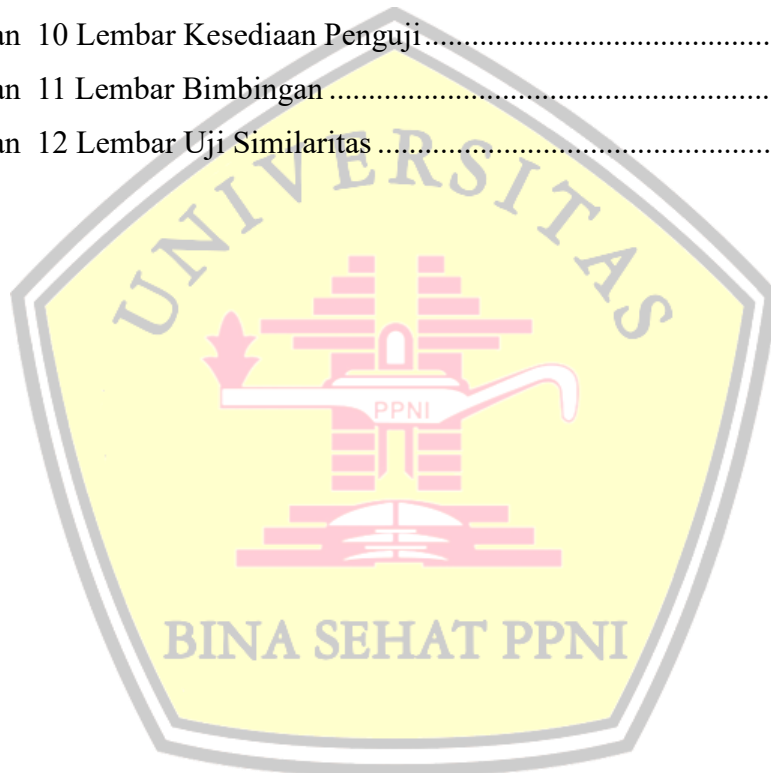 an 10 Lembar Kesediaan Penguji................................................
an 11 Lembar Bimbingan............................................................
an 12 Lembar Uji Similaritas......................................................
UNIVERSITAS
PPNI
BINA SEHAT PPNI